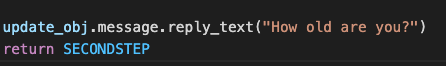 update_obj.message.reply_text("How old are you?")
return SECONDSTEP